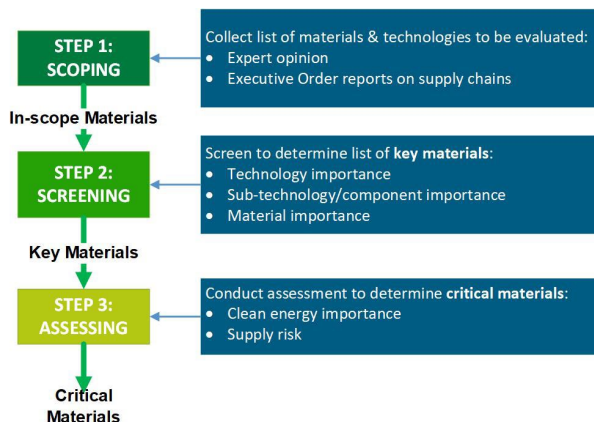 STEP 1:
SCOPING
Collect list of materials & technologies to be evaluated:
• Expert opinion
• Executive Order reports on supply chains
In-scope Materials
STEP 2:
SCREENING
Screen to determine list of key materials:
• Technology importance
• Sub-technology/component importance
• Material importance
Key Materials
STEP 3:
ASSESSING
Conduct assessment to determine critical materials:
• Clean energy importance
• Supply risk
Critical
Materials